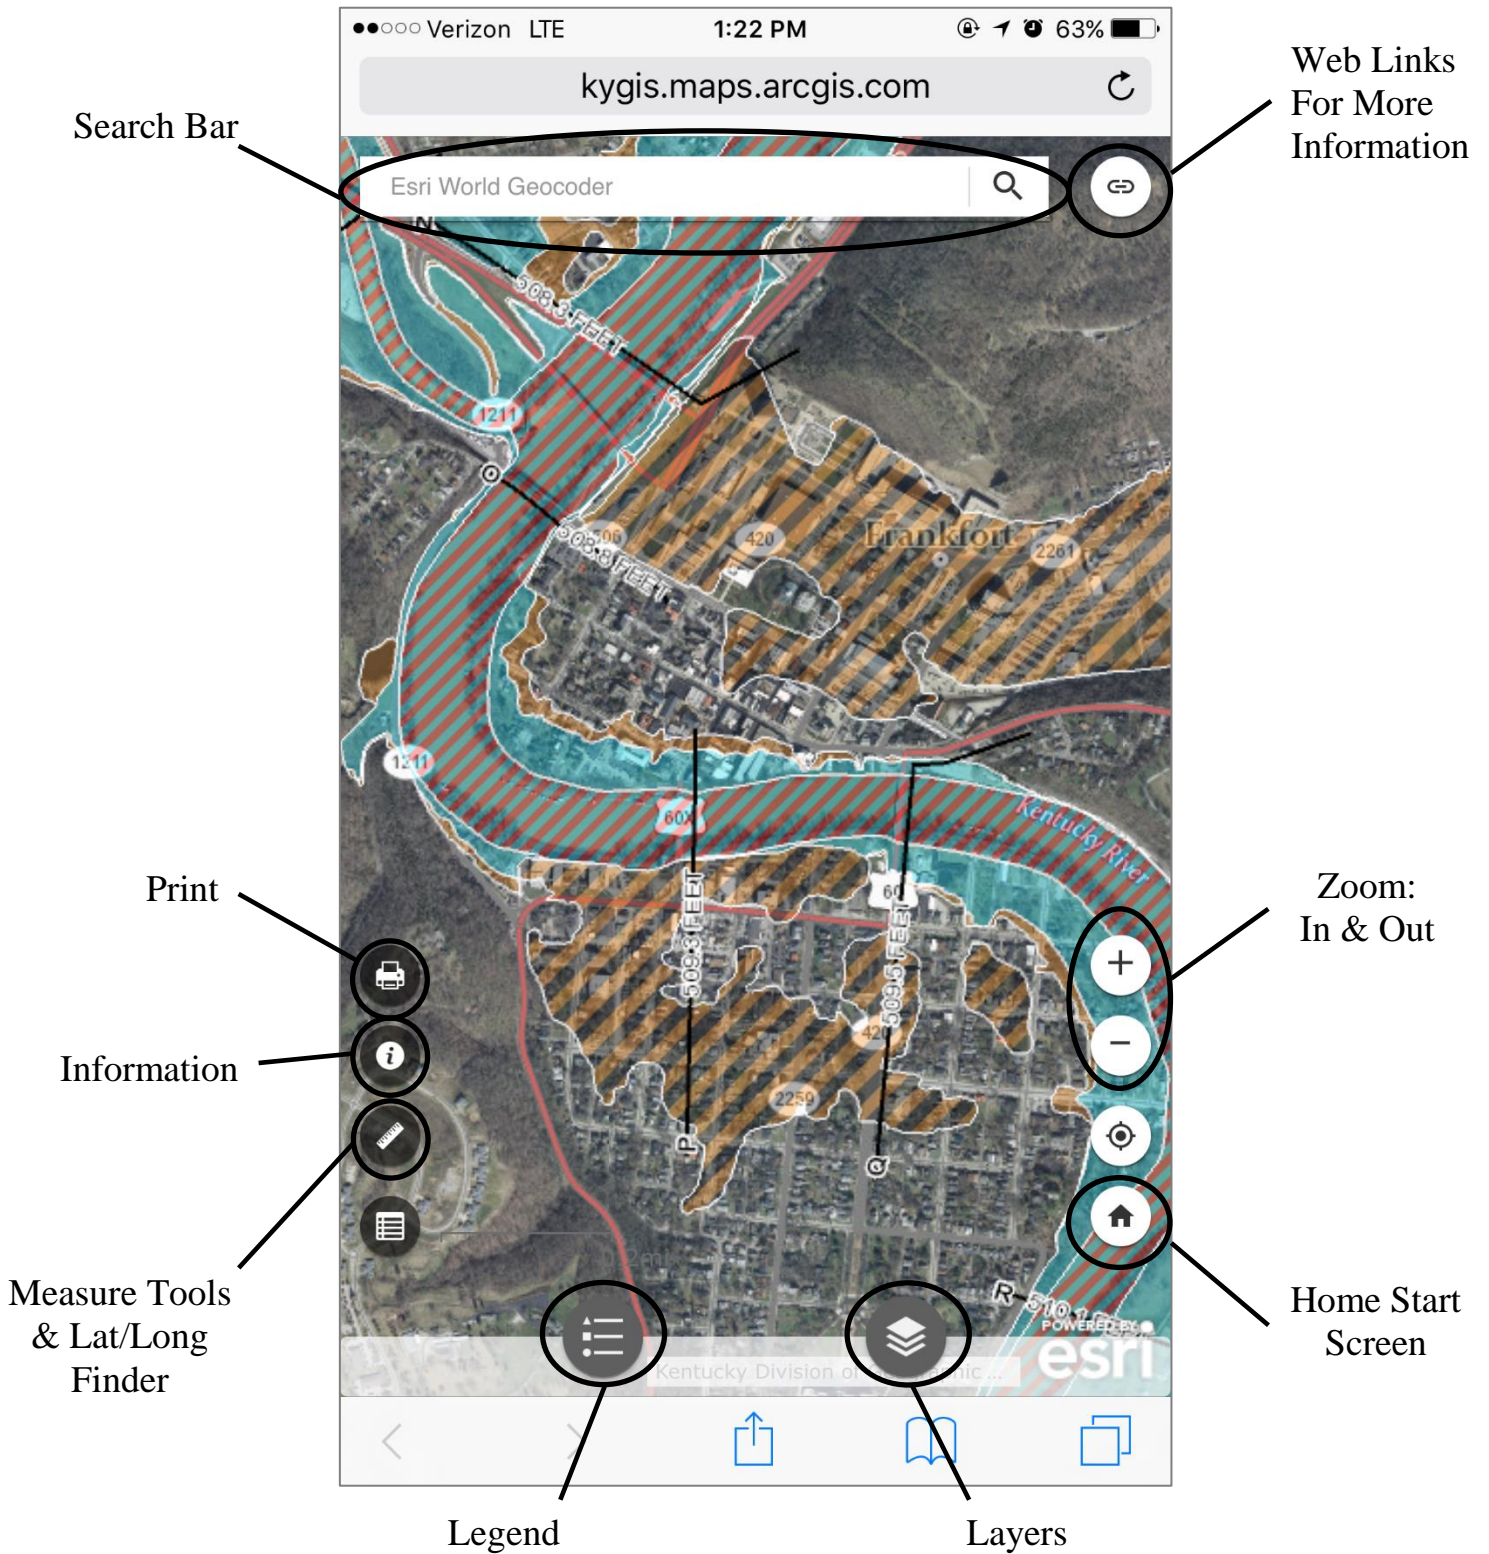 Verizon LTE 1:22 PM 63%
kygis.maps.arcgis.com
Web Links
For More
Information
Search Bar
Esri World Geocoder
N
508.3 FEET
1211
O
508.8 FEET
420
Frankfort
2261
1211
60X
Kentucky River
60
509.3 FEET
509.5 FEET
Print
Zoom:
In & Out
Information
2259
P
Q
Measure Tools
& Lat/Long
Finder
Home Start
Screen
R
POWERED BY
esri
Kentucky Division of
Legend
Layers